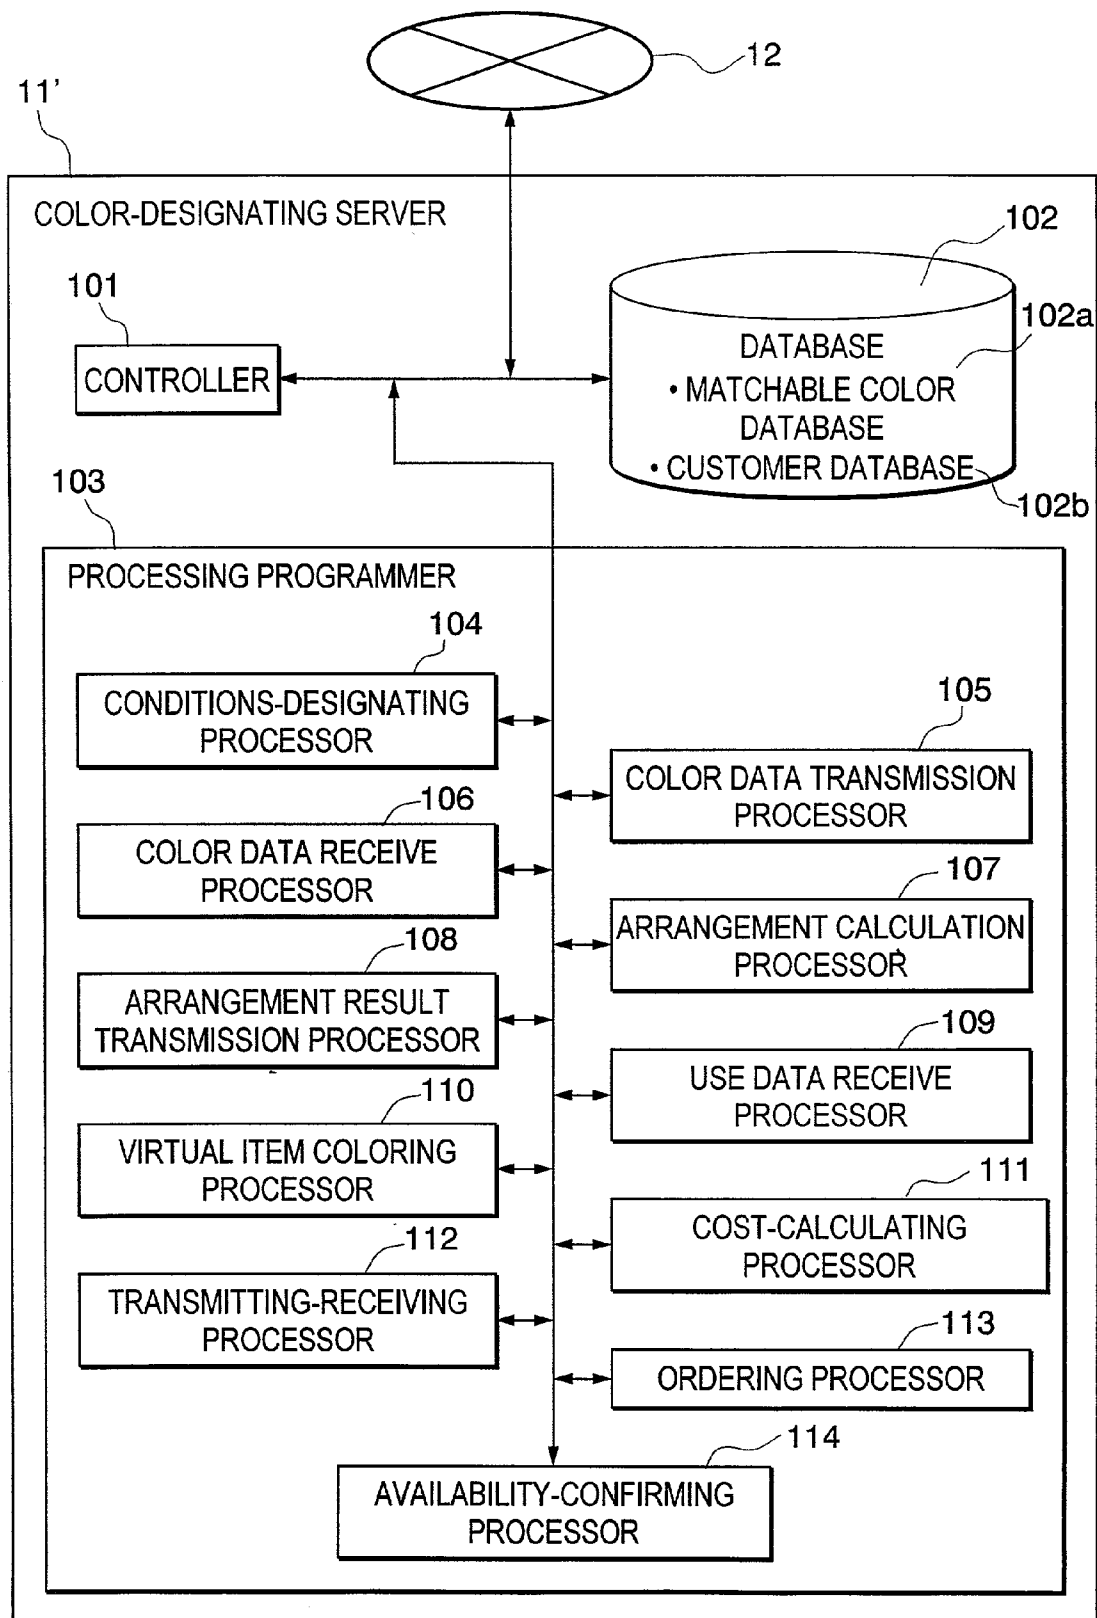 12
11'
COLOR-DESIGNATING SERVER
102
101
102a
CONTROLLER
DATABASE
• MATCHABLE COLOR
DATABASE
• CUSTOMER DATABASE
102b
103
PROCESSING PROGRAMMER
104
CONDITIONS-DESIGNATING
PROCESSOR
105
COLOR DATA TRANSMISSION
PROCESSOR
106
COLOR DATA RECEIVE
PROCESSOR
107
ARRANGEMENT CALCULATION
PROCESSOR
108
ARRANGEMENT RESULT
TRANSMISSION PROCESSOR
109
USE DATA RECEIVE
PROCESSOR
110
VIRTUAL ITEM COLORING
PROCESSOR
111
COST-CALCULATING
PROCESSOR
112
TRANSMITTING-RECEIVING
PROCESSOR
113
ORDERING PROCESSOR
114
AVAILABILITY-CONFIRMING
PROCESSOR